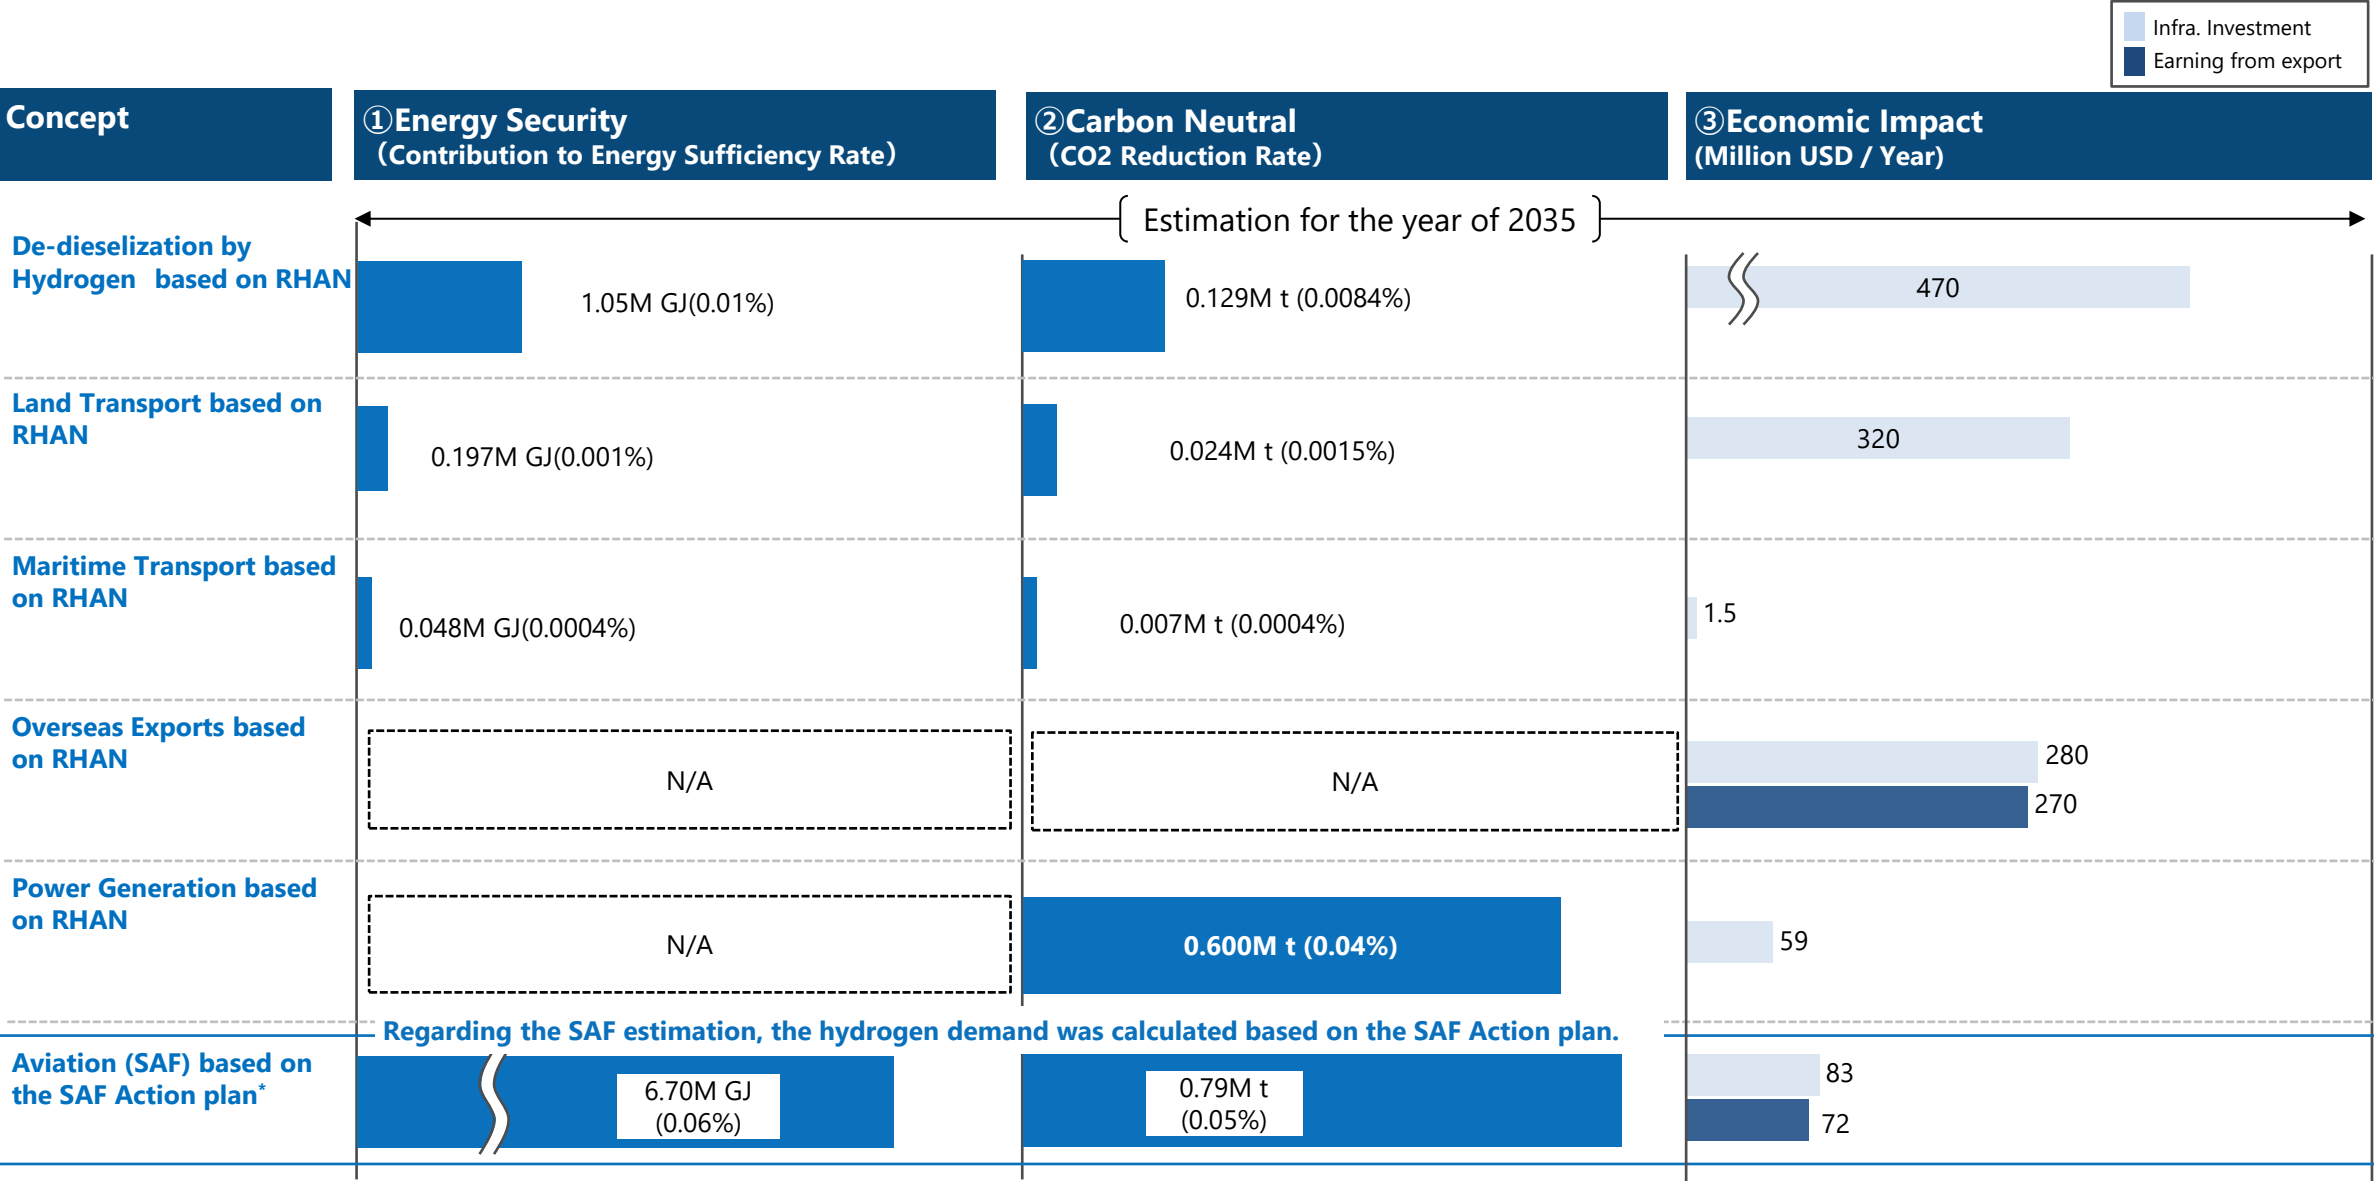 Infra. Investment
Earning from export
Concept
①Energy Security
（Contribution to Energy Sufficiency Rate）
②Carbon Neutral
（CO2 Reduction Rate）
③Economic Impact
(Million USD / Year)
Estimation for the year of 2035
De-dieselization by
Hydrogen based on RHAN
1.05M GJ(0.01%)
0.129M t (0.0084%)
470
Land Transport based on
RHAN
0.197M GJ(0.001%)
0.024M t (0.0015%)
320
Maritime Transport based
on RHAN
0.048M GJ(0.0004%)
0.007M t (0.0004%)
1.5
Overseas Exports based
on RHAN
N/A
N/A
280
270
Power Generation based
on RHAN
N/A
0.600M t (0.04%)
59
Regarding the SAF estimation, the hydrogen demand was calculated based on the SAF Action plan.
Aviation (SAF) based on
the SAF Action plan*
6.70M GJ
(0.06%)
0.79M t
(0.05%)
83
72